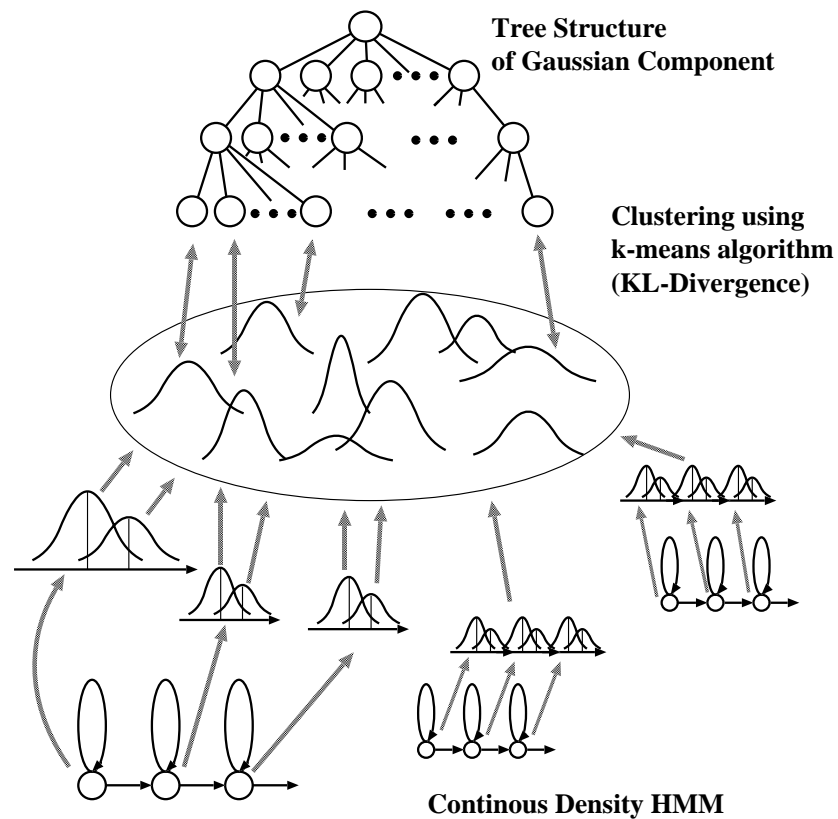 Tree Structure
of Gaussian Component
Clustering using
k-means algorithm
(KL-Divergence)
Continous Density HMM